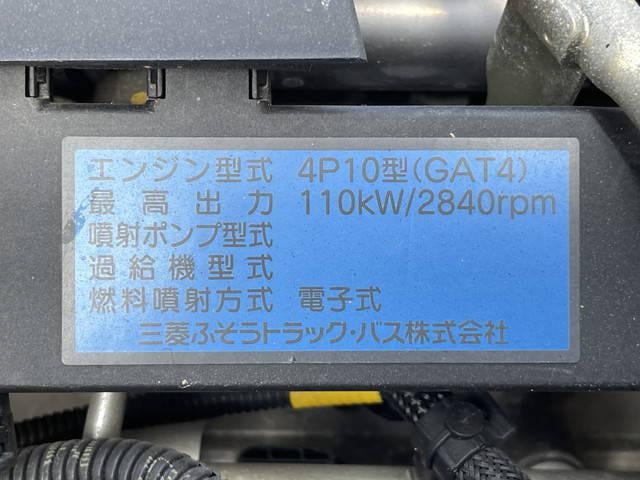 エンジン型式 4P10型(GAT4)
最高出力 110kW/2840rpm
噴射ポンプ型式
過給機型式
燃料噴射方式 電子式
三菱ふそうトラック・バス株式会社